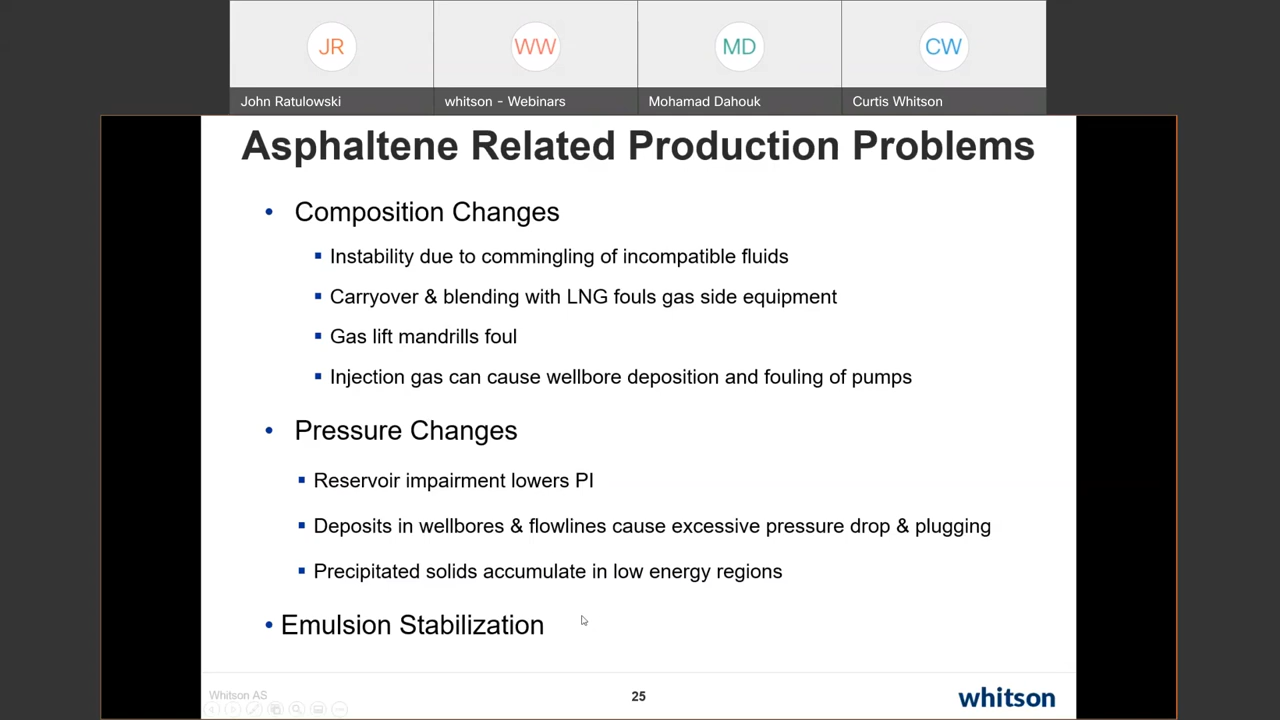 JR
WW
MD
CW
John Ratulowski
whitson - Webinars
Mohamad Dahouk
Curtis Whitson
Asphaltene Related Production Problems
• Composition Changes
▪ Instability due to commingling of incompatible fluids
▪ Carryover & blending with LNG fouls gas side equipment
▪ Gas lift mandrills foul
▪ Injection gas can cause wellbore deposition and fouling of pumps
• Pressure Changes
▪ Reservoir impairment lowers PI
▪ Deposits in wellbores & flowlines cause excessive pressure drop & plugging
▪ Precipitated solids accumulate in low energy regions
• Emulsion Stabilization
Whitson AS
25
whitson